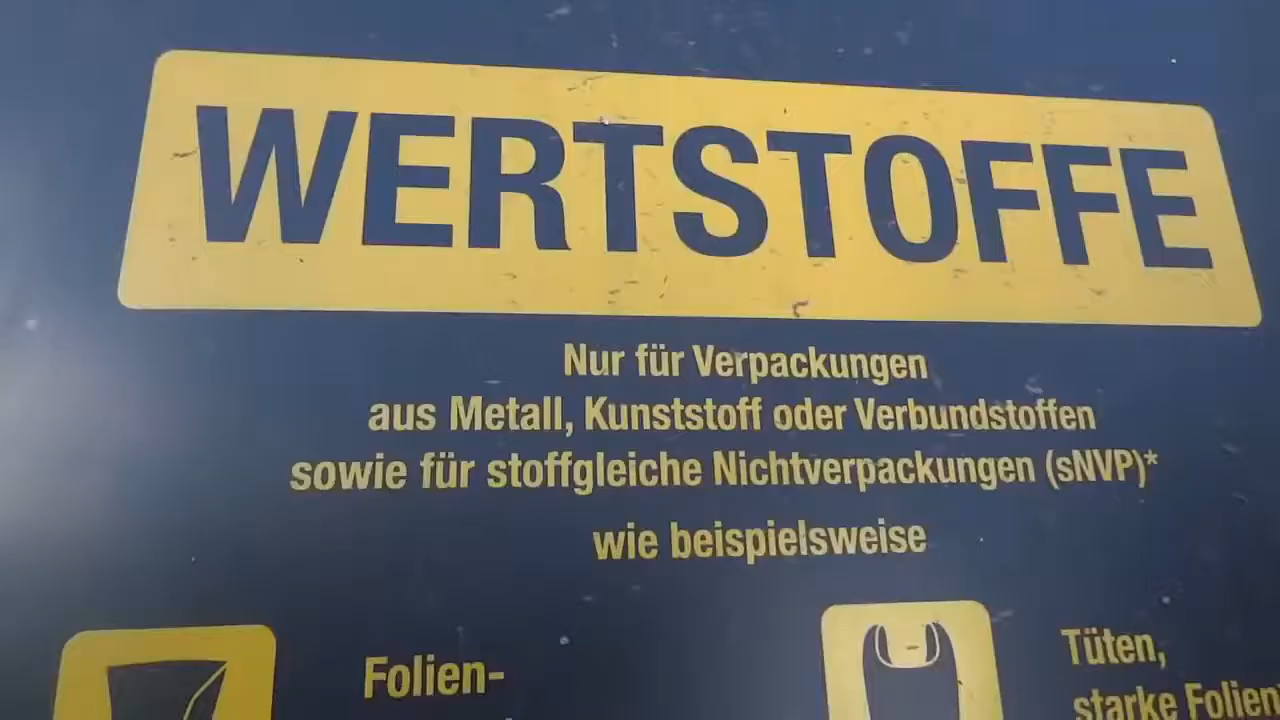 WERTSTOFFE
Nur für Verpackungen
aus Metall, Kunststoff oder Verbundstoffen
sowie für stoffgleiche Nichtverpackungen (sNVP)*
wie beispielsweise
Folien-
Tüten,
starke Folien